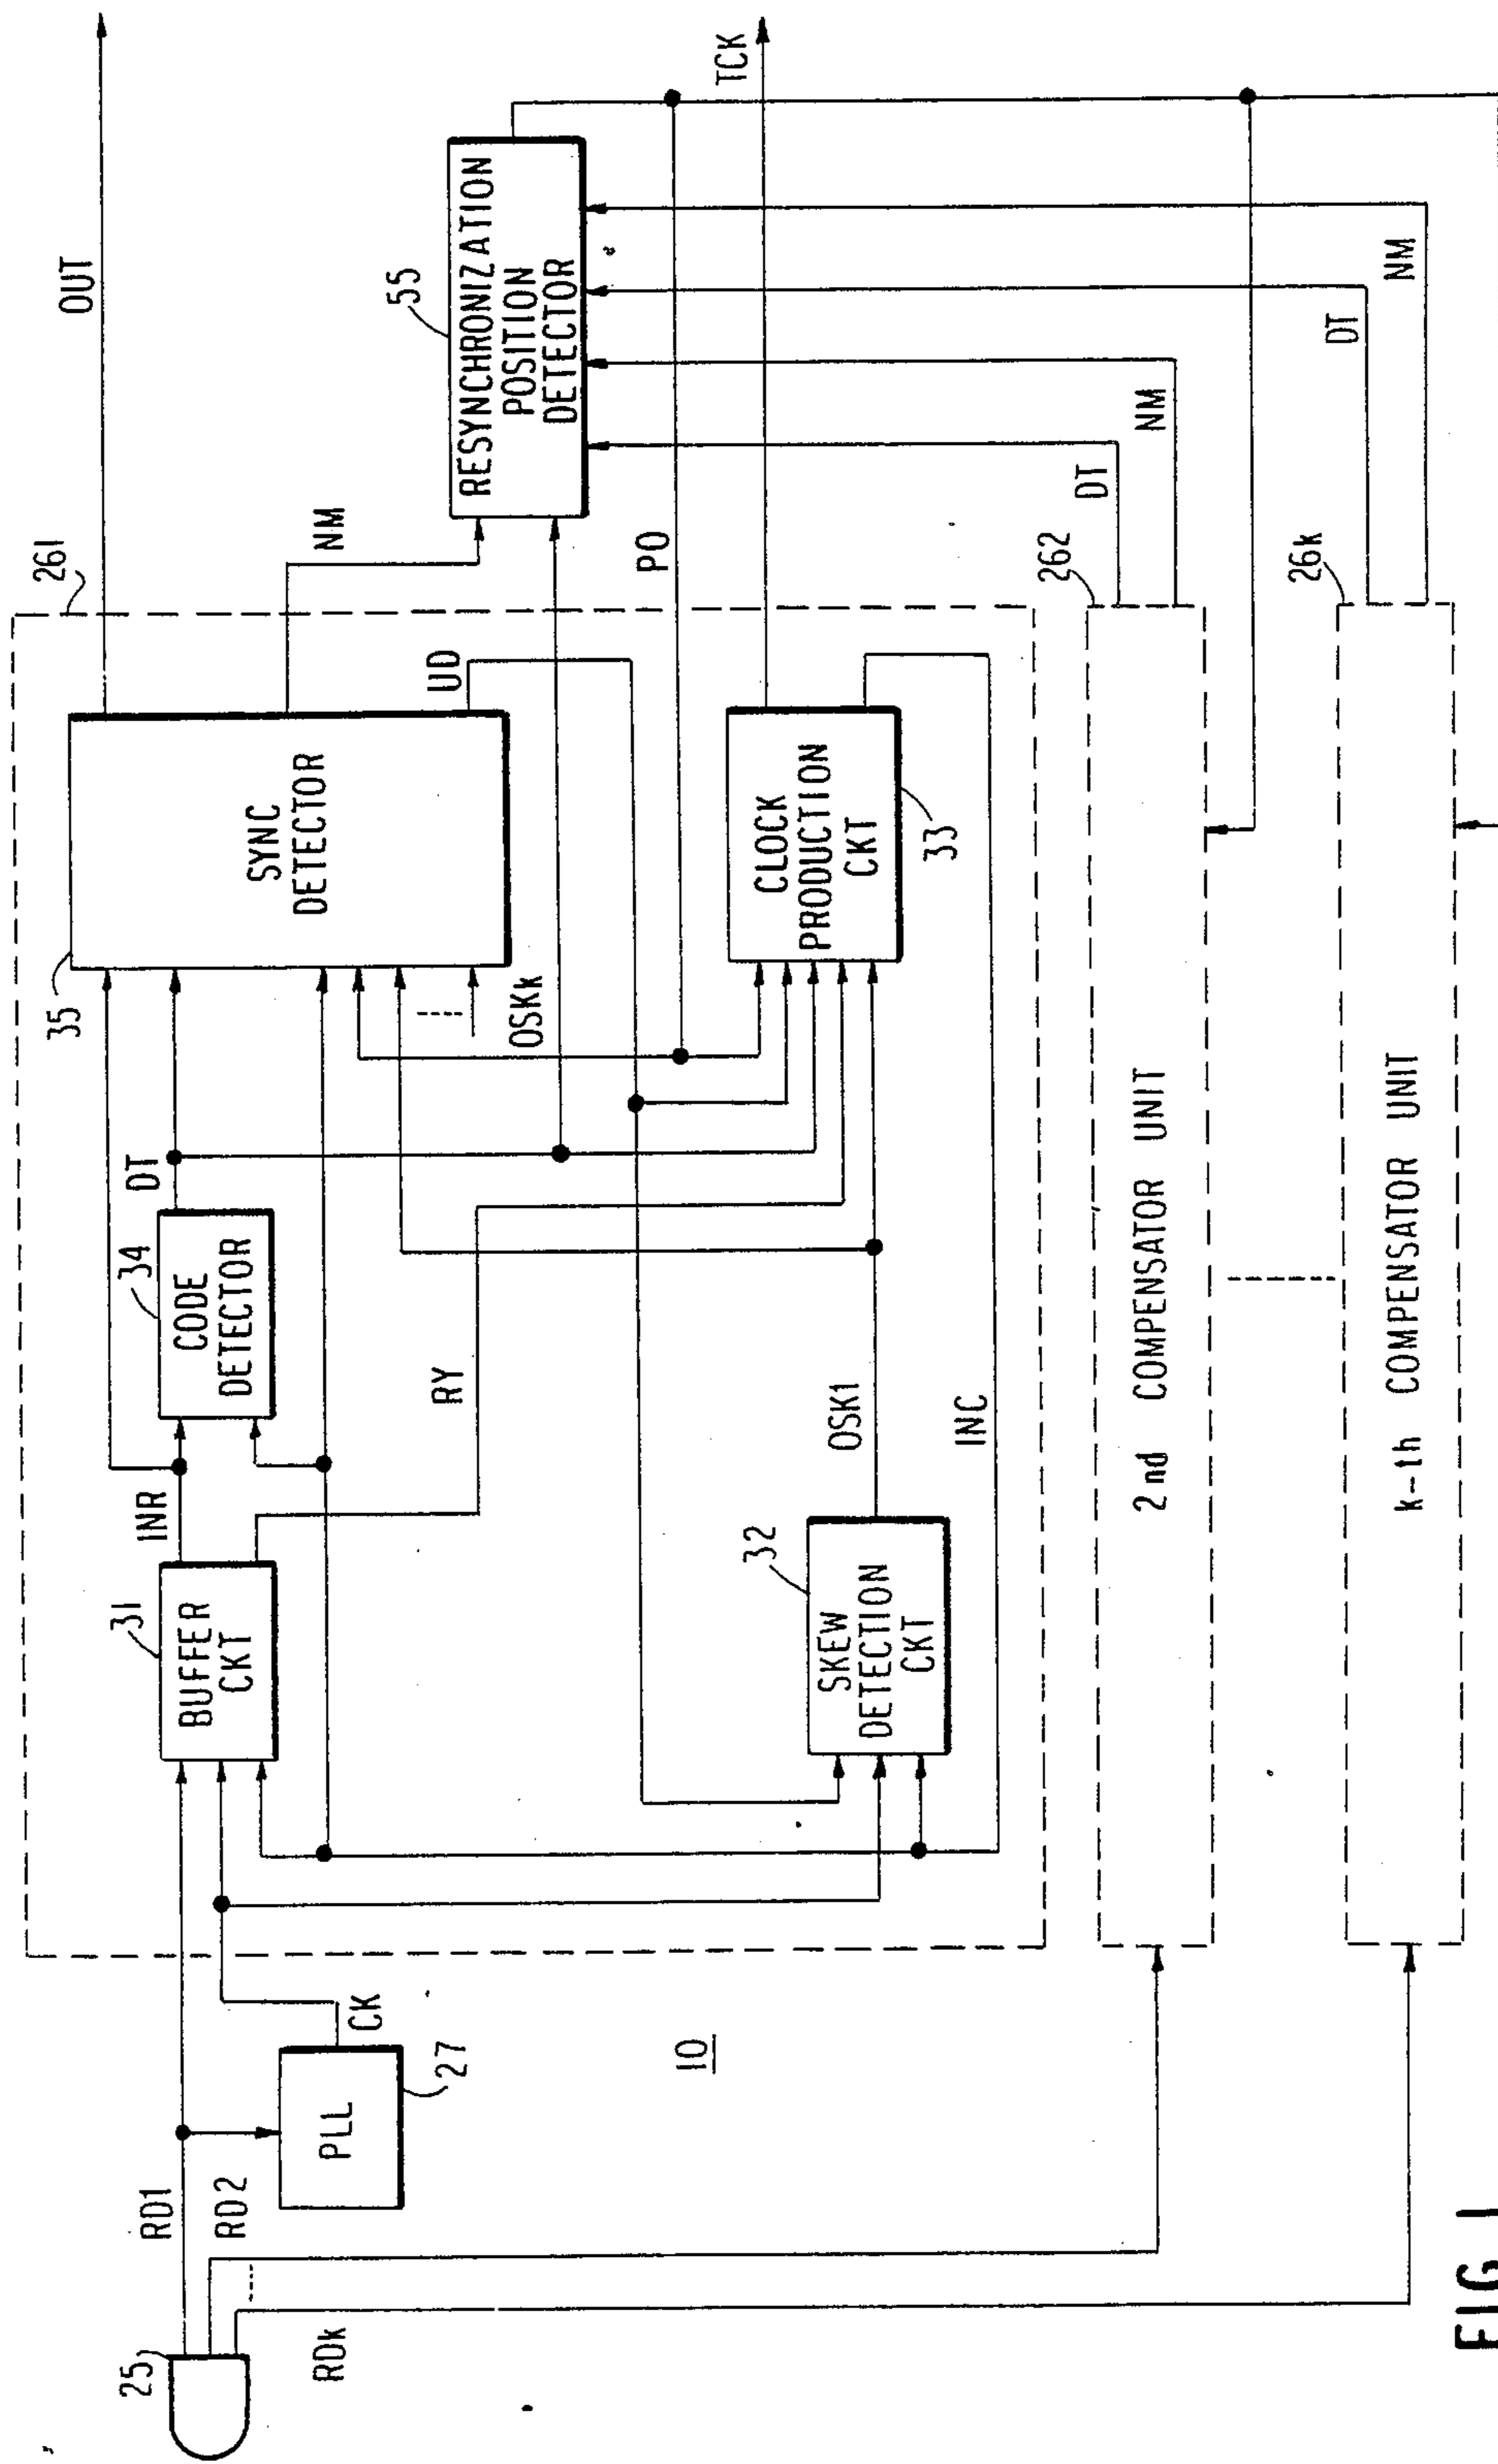 OUT
261
NM
55
RESYNCHRONIZATION
POSITION
DETECTOR
TCK
35
SYNC
DETECTOR
UD
PO
OSKk
CLOCK
PRODUCTION
CKT
33
DT
34
CODE
DETECTOR
INR
RY
31
BUFFER
CKT
32
SKEW
DETECTION
CKT
OSK1
INC
RD1
RD2
RDk
25
PLL
27
CK
10
262
DT
NM
2nd COMPENSATOR UNIT
26k
DT
NM
k-th COMPENSATOR UNIT
FIG 1